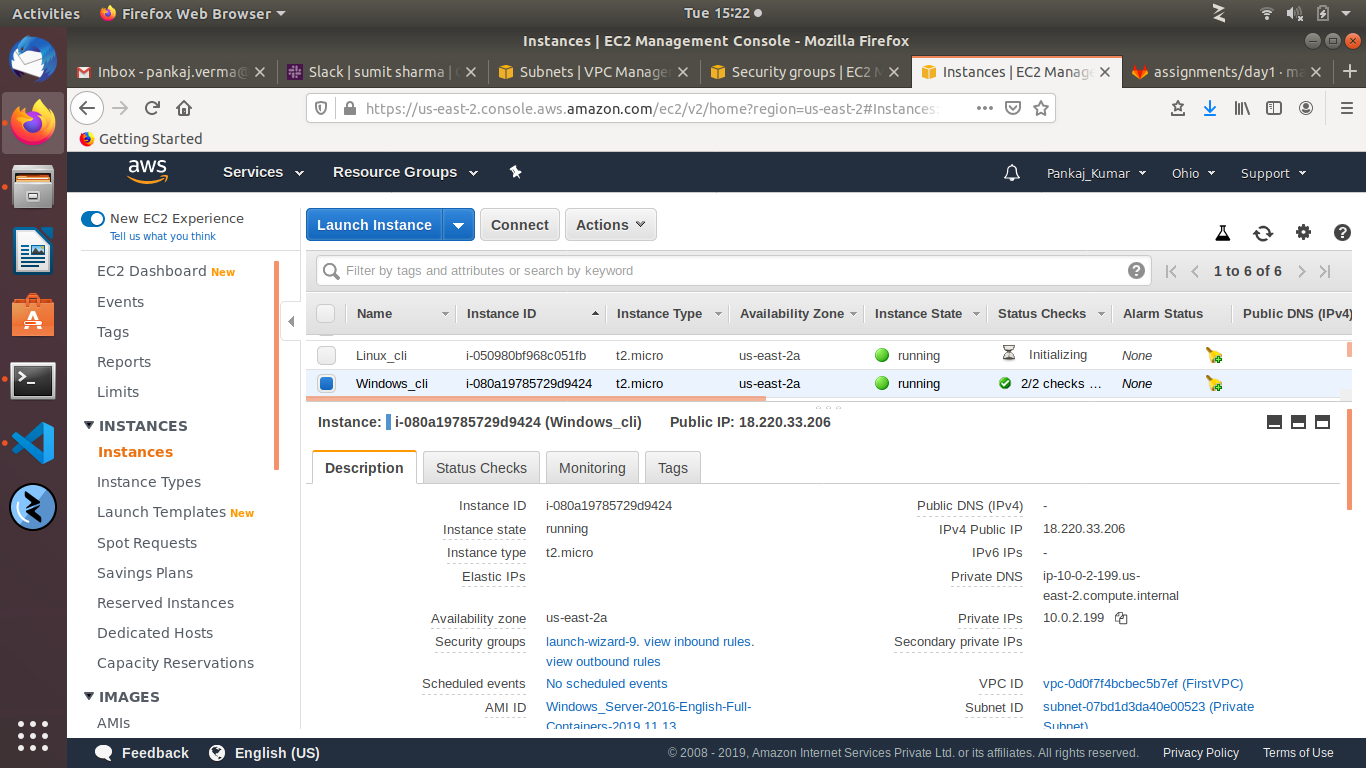 Activities
Firefox Web Browser
Tue 15:22
Instances | EC2 Management Console - Mozilla Firefox
Inbox - pankaj.verma@
Slack | sumit sharma |
Subnets | VPC Manage
Security groups | EC2
Instances | EC2 Manage
assignments/day1 · ma
https://us-east-2.console.aws.amazon.com/ec2/v2/home?region=us-east-2#Instances:
Getting Started
aws
Services
Resource Groups
Pankaj_Kumar
Ohio
Support
New EC2 Experience
Tell us what you think
EC2 Dashboard New
Events
Tags
Reports
Limits
INSTANCES
Instances
Instance Types
Launch Templates New
Spot Requests
Savings Plans
Reserved Instances
Dedicated Hosts
Capacity Reservations
IMAGES
AMIs
Launch Instance
Connect
Actions
Filter by tags and attributes or search by keyword
1 to 6 of 6
Name Instance ID Instance Type Availability Zone Instance State Status Checks Alarm Status Public DNS (IPv4)
Linux_cli i-050980bf968c051fb t2.micro us-east-2a running Initializing None
Windows_cli i-080a19785729d9424 t2.micro us-east-2a running 2/2 checks … None
Instance: i-080a19785729d9424 (Windows_cli) Public IP: 18.220.33.206
Description
Status Checks
Monitoring
Tags
Instance ID i-080a19785729d9424
Instance state running
Instance type t2.micro
Elastic IPs
Availability zone us-east-2a
Security groups launch-wizard-9. view inbound rules.
view outbound rules
Scheduled events No scheduled events
AMI ID Windows_Server-2016-English-Full-
Containers-2019.11.13
Public DNS (IPv4) -
IPv4 Public IP 18.220.33.206
IPv6 IPs -
Private DNS ip-10-0-2-199.us-
east-2.compute.internal
Private IPs 10.0.2.199
Secondary private IPs
VPC ID vpc-0d0f7f4bcbec5b7ef (FirstVPC)
Subnet ID subnet-07bd1d3da40e00523 (Private
Subnet)
Feedback
English (US)
© 2008 - 2019, Amazon Internet Services Private Ltd. or its affiliates. All rights reserved.
Privacy Policy
Terms of Use